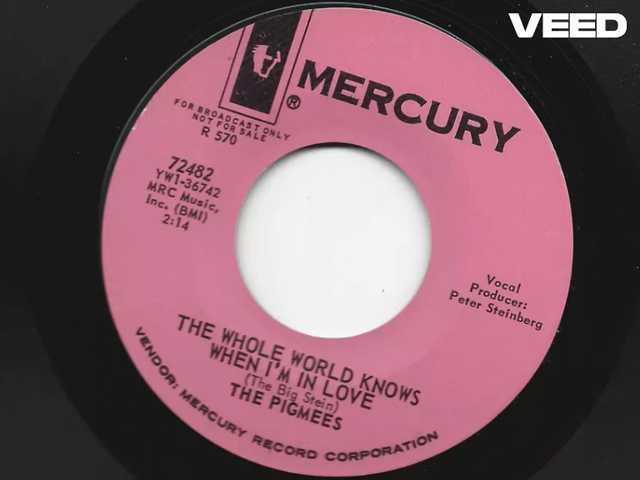 VEED
MERCURY
®
FOR BROADCAST ONLY
NOT FOR SALE
R 570
72482
YW1-36742
MRC Music,
Inc. (BMI)
2:14
Vocal
Producer:
Peter Steinberg
THE WHOLE WORLD KNOWS
WHEN I'M IN LOVE
(The Big Stein)
THE PIGMEES
VENDOR: MERCURY RECORD CORPORATION